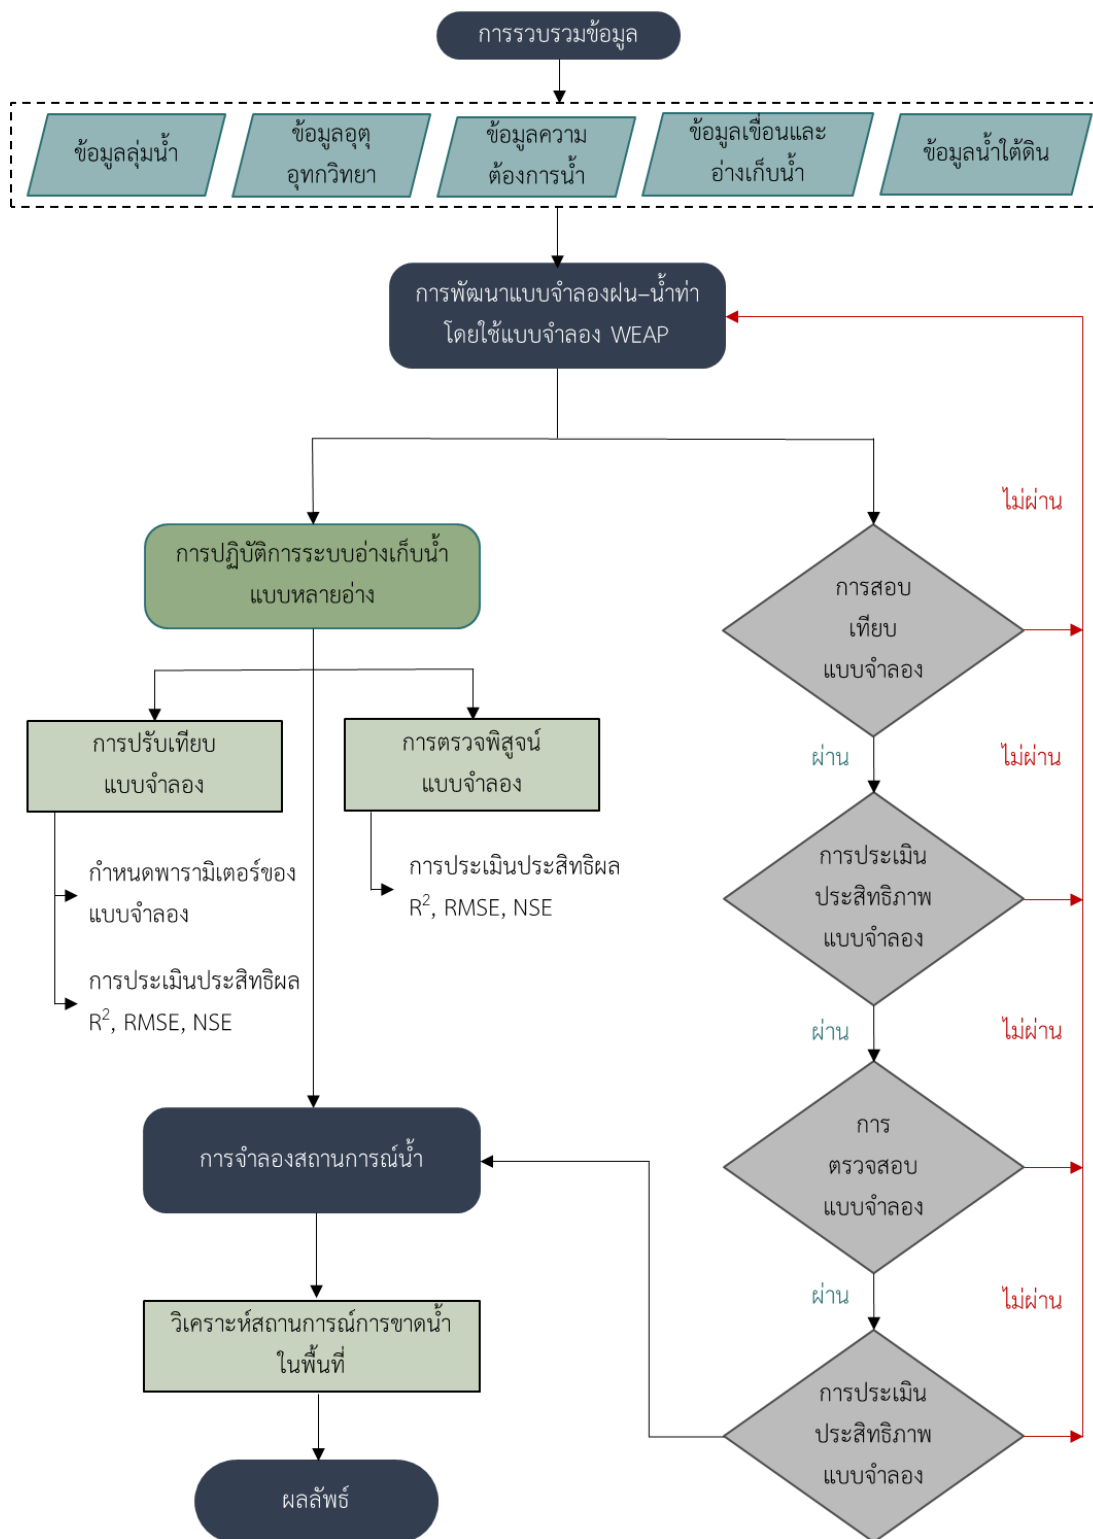 การรวบรวมข้อมูล
ข้อมูลลุ่มน้ำ
ข้อมูลอุตุ
อุทกวิทยา
ข้อมูลความ
ต้องการน้ำ
ข้อมูลเขื่อนและ
อ่างเก็บน้ำ
ข้อมูลน้ำใต้ดิน
การพัฒนาแบบจำลองฝน–น้ำท่า
โดยใช้แบบจำลอง WEAP
การปฏิบัติการระบบอ่างเก็บน้ำ
แบบหลายอ่าง
การปรับเทียบ
แบบจำลอง
กำหนดพารามิเตอร์ของ
แบบจำลอง
การประเมินประสิทธิผล
R², RMSE, NSE
การตรวจพิสูจน์
แบบจำลอง
การประเมินประสิทธิผล
R², RMSE, NSE
การสอบ
เทียบ
แบบจำลอง
ไม่ผ่าน
ผ่าน
การประเมิน
ประสิทธิภาพ
แบบจำลอง
ไม่ผ่าน
ผ่าน
การ
ตรวจสอบ
แบบจำลอง
ไม่ผ่าน
ผ่าน
การประเมิน
ประสิทธิภาพ
แบบจำลอง
ไม่ผ่าน
การจำลองสถานการณ์น้ำ
วิเคราะห์สถานการณ์การขาดน้ำ
ในพื้นที่
ผลลัพธ์